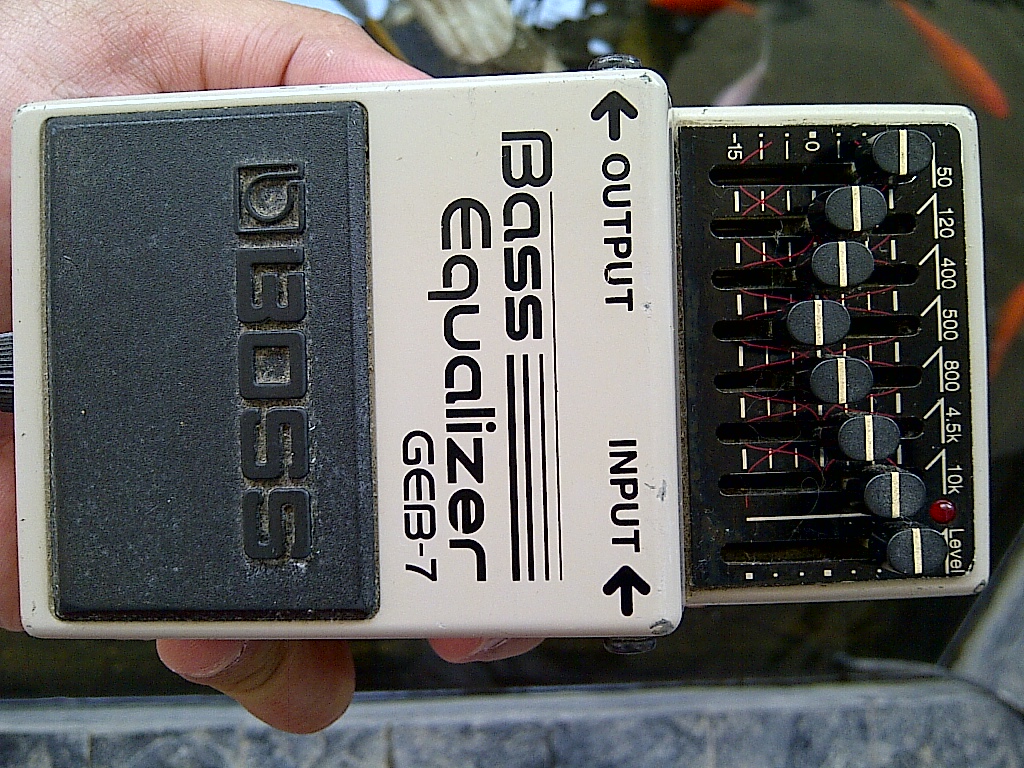 50 120 400 500 800 4.5k 10k Level
-15 0
OUTPUT INPUT
Bass
Equalizer
GEB-7
BOSS